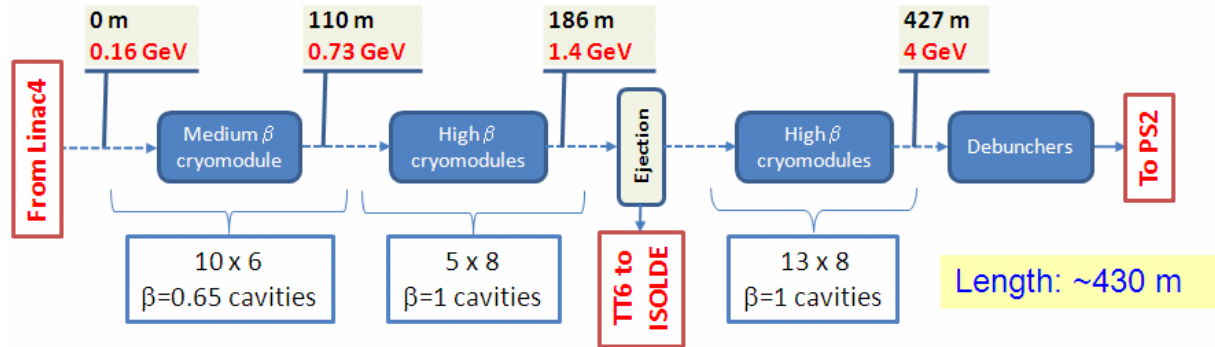 0 m
0.16 GeV
110 m
0.73 GeV
186 m
1.4 GeV
427 m
4 GeV
From Linac4
Medium β
cryomodule
High β
cryomodules
Ejection
High β
cryomodules
Debunchers
To PS2
10 x 6
β=0.65 cavities
5 x 8
β=1 cavities
TT6 to
ISOLDE
13 x 8
β=1 cavities
Length: ~430 m